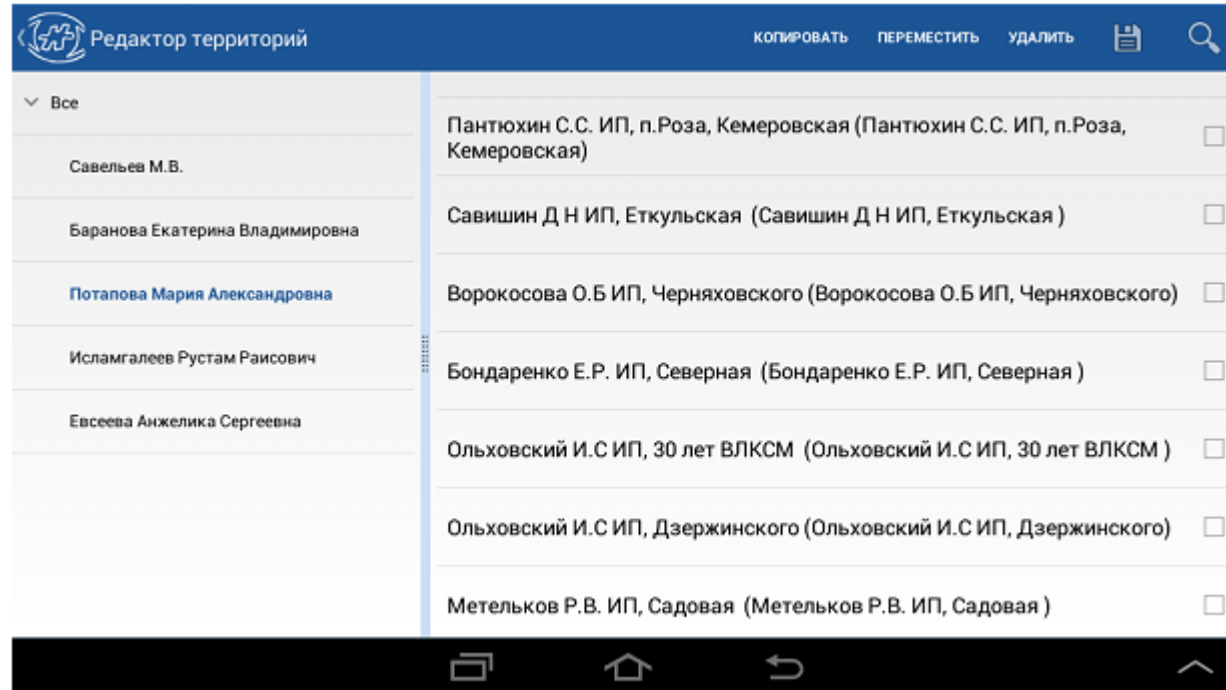 Редактор территорий
КОПИРОВАТЬ ПЕРЕМЕСТИТЬ УДАЛИТЬ
Все
Савельев М.В.
Баранова Екатерина Владимировна
Потапова Мария Александровна
Исламгалеев Рустам Раисович
Евсеева Анжелика Сергеевна
Пантюхин С.С. ИП, п.Роза, Кемеровская (Пантюхин С.С. ИП, п.Роза,
Кемеровская)
Савишин Д Н ИП, Еткульская (Савишин Д Н ИП, Еткульская )
Ворокосова О.Б ИП, Черняховского (Ворокосова О.Б ИП, Черняховского)
Бондаренко Е.Р. ИП, Северная (Бондаренко Е.Р. ИП, Северная )
Ольховский И.С ИП, 30 лет ВЛКСМ (Ольховский И.С ИП, 30 лет ВЛКСМ )
Ольховский И.С ИП, Дзержинского (Ольховский И.С ИП, Дзержинского)
Метельков Р.В. ИП, Садовая (Метельков Р.В. ИП, Садовая )